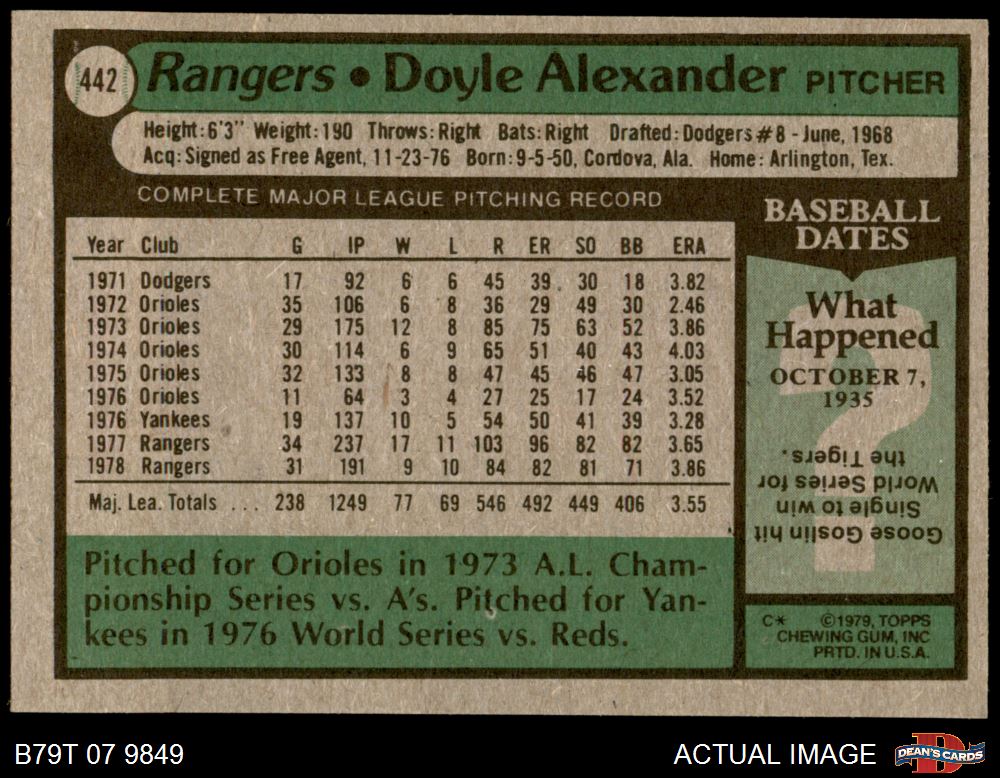 442 Rangers • Doyle Alexander PITCHER
Height: 6'3" Weight: 190 Throws: Right Bats: Right Drafted: Dodgers #8 - June, 1968
Acq: Signed as Free Agent, 11-23-76 Born: 9-5-50, Cordova, Ala. Home: Arlington, Tex.
COMPLETE MAJOR LEAGUE PITCHING RECORD
Year Club G IP W L R ER SO BB ERA
1971 Dodgers 17 92 6 6 45 39 . 30 18 3.82
1972 Orioles 35 106 6 8 36 29 49 30 2.46
1973 Orioles 29 175 12 8 85 75 63 52 3.86
1974 Orioles 30 114 6 9 65 51 40 43 4.03
1975 Orioles 32 133 8 8 47 45 46 47 3.05
1976 Orioles 11 64 3 4 27 25 17 24 3.52
1976 Yankees 19 137 10 5 54 50 41 39 3.28
1977 Rangers 34 237 17 11 103 96 82 82 3.65
1978 Rangers 31 191 9 10 84 82 81 71 3.86
Maj. Lea. Totals . . . 238 1249 77 69 546 492 449 406 3.55
Pitched for Orioles in 1973 A.L. Cham-
pionship Series vs. A's. Pitched for Yan-
kees in 1976 World Series vs. Reds.
BASEBALL
DATES
What
Happened
OCTOBER 7,
1935
?
Goose Goslin hit
Single to win
World Series for
the Tigers.
C* ©1979, TOPPS
CHEWING GUM, INC
PRTD. IN U.S.A.
B79T 07 9849 ACTUAL IMAGE
D
DEAN'S CARDS